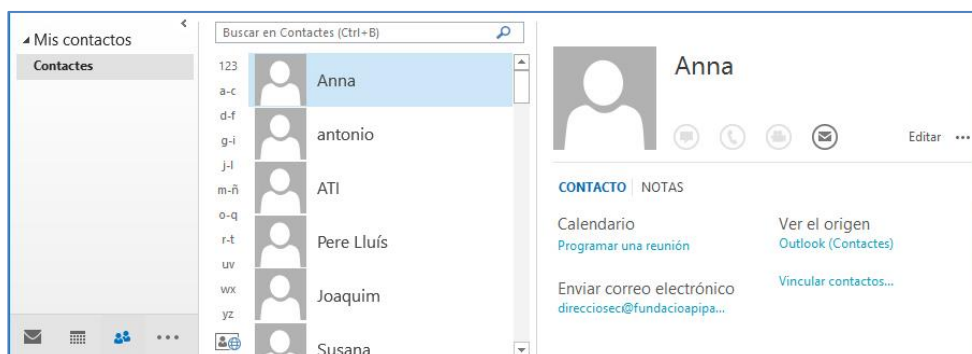 Mis contactos
Contactes
Buscar en Contactes (Ctrl+B)
123
a-c
d-f
g-i
j-l
m-ñ
o-q
r-t
uv
wx
yz
Anna
antonio
ATI
Pere Lluís
Joaquim
Susana
Anna
Editar
CONTACTO NOTAS
Calendario
Programar una reunión
Ver el origen
Outlook (Contactes)
Enviar correo electrónico
direcciosec@fundacioapipa...
Vincular contactos...